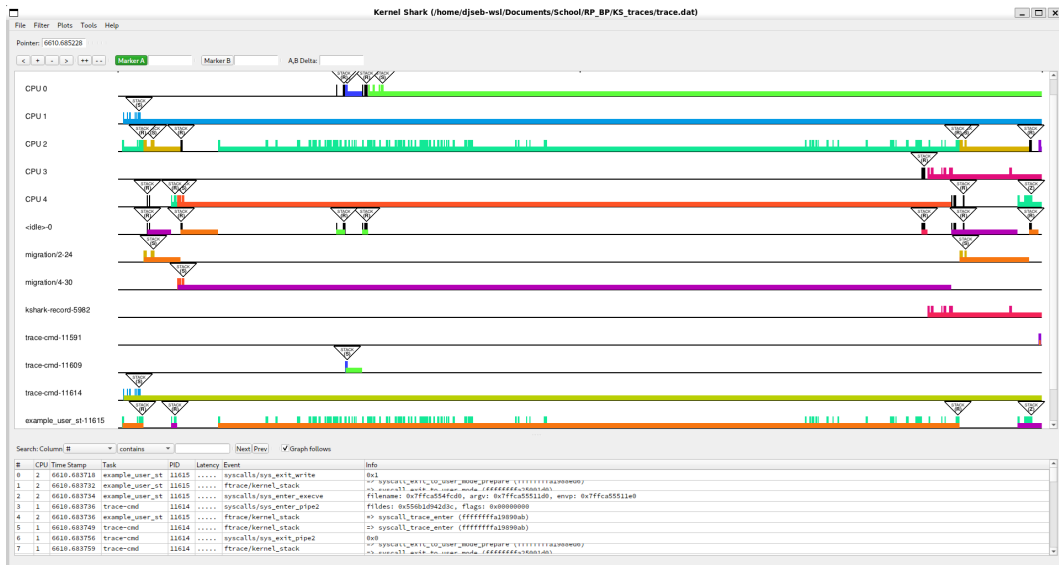 Kernel Shark (/home/djseb-wsl/Documents/School/RP_BP/KS_traces/trace.dat)
File Filter Plots Tools Help
Pointer: 6610.685228
< + - > ++ -- Marker A Marker B A,B Delta:
CPU 0
CPU 1
CPU 2
CPU 3
CPU 4
<idle>-0
migration/2-24
migration/4-30
kshark-record-5982
trace-cmd-11591
trace-cmd-11609
trace-cmd-11614
example_user_st-11615
Search: Column # contains Next Prev Graph follows
# CPU Time Stamp Task PID Latency Event Info
0 2 6610.683718 example_user_st 11615 ..... syscalls/sys_exit_write 0x1
1 2 6610.683732 example_user_st 11615 ..... ftrace/kernel_stack
2 2 6610.683734 example_user_st 11615 ..... syscalls/sys_enter_execve filename: 0x7ffca554fcd0, argv: 0x7ffca55511d0, envp: 0x7ffca55511e0
3 1 6610.683736 trace-cmd 11614 ..... syscalls/sys_enter_pipe2 fildes: 0x556b1d942d3c, flags: 0x00000000
4 2 6610.683736 example_user_st 11615 ..... ftrace/kernel_stack => syscall_trace_enter (ffffffffa19890ab)
5 1 6610.683749 trace-cmd 11614 ..... ftrace/kernel_stack => syscall_trace_enter (ffffffffa19890ab)
6 1 6610.683756 trace-cmd 11614 ..... syscalls/sys_exit_pipe2 0x0
7 1 6610.683759 trace-cmd 11614 ..... ftrace/kernel_stack